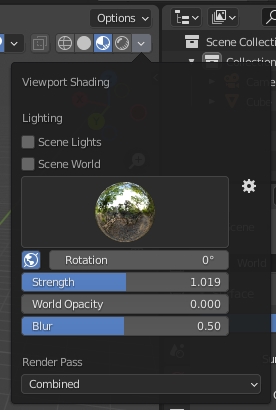 Options
Scene Collecti
Collection
Viewport Shading
Lighting
Scene Lights
Scene World
Rotation 0°
Strength 1.019
World Opacity 0.000
Blur 0.50
Render Pass
Combined